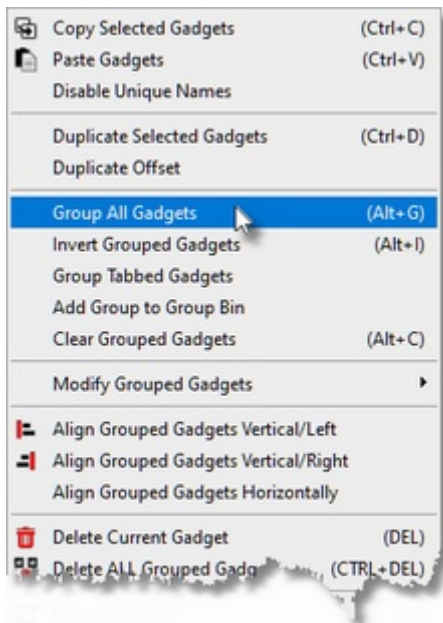 Copy Selected Gadgets (Ctrl+C)
Paste Gadgets (Ctrl+V)
Disable Unique Names
Duplicate Selected Gadgets (Ctrl+D)
Duplicate Offset
Group All Gadgets (Alt+G)
Invert Grouped Gadgets (Alt+I)
Group Tabbed Gadgets
Add Group to Group Bin
Clear Grouped Gadgets (Alt+C)
Modify Grouped Gadgets
Align Grouped Gadgets Vertical/Left
Align Grouped Gadgets Vertical/Right
Align Grouped Gadgets Horizontally
Delete Current Gadget (DEL)
Delete ALL Grouped Gadg (CTRL+DEL)